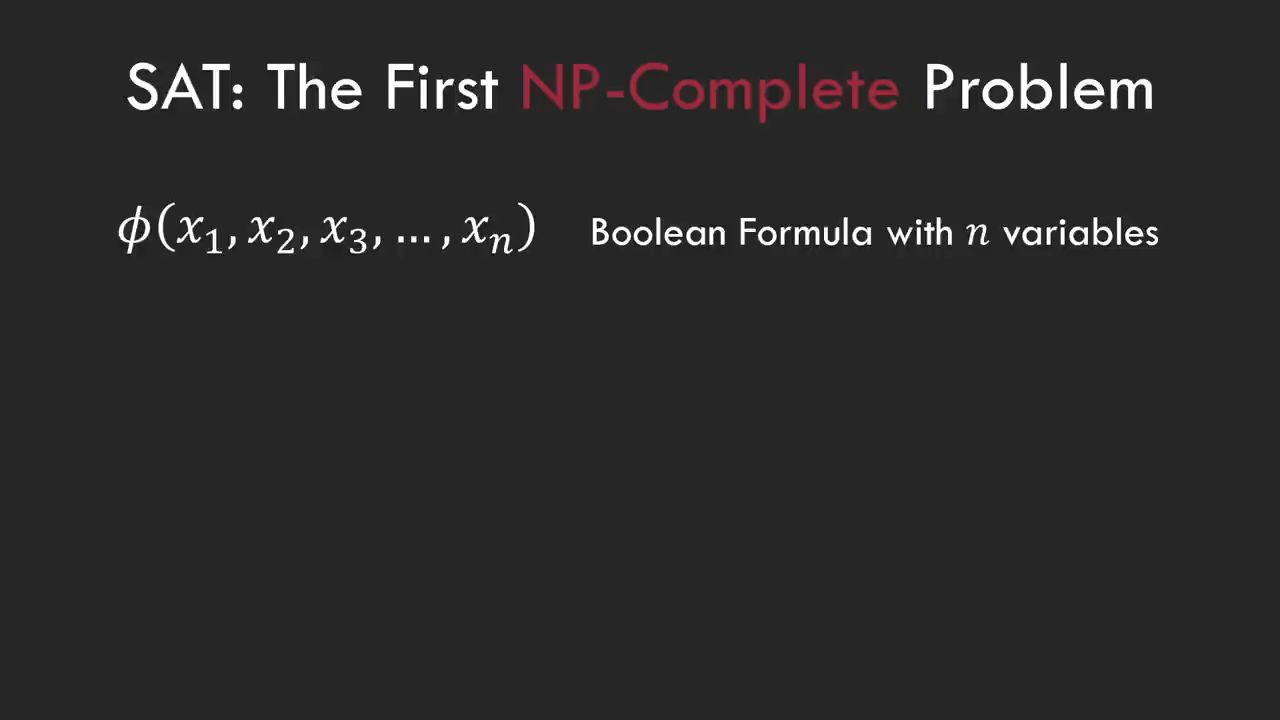 SAT: The First NP-Complete Problem
ϕ(x₁, x₂, x₃, … , xₙ) Boolean Formula with n variables